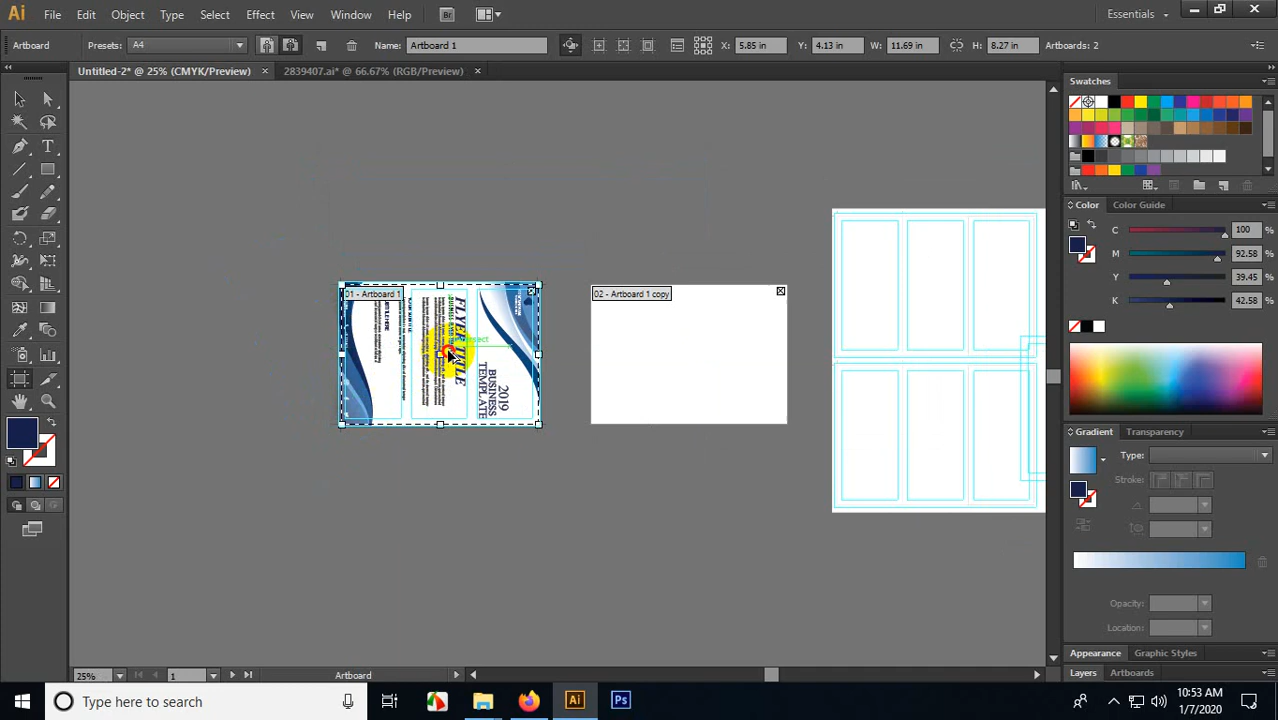 Ai File Edit Object Type Select Effect View Window Help Br Essentials
Artboard Presets: A4 Name: Artboard 1 X: 5.85 in Y: 4.13 in W: 11.69 in H: 8.27 in Artboards: 2
Untitled-2* @ 25% (CMYK/Preview) × 2839407.ai* @ 66.67% (RGB/Preview) ×
Swatches
Color Color Guide
C 100 %
M 92.58 %
Y 39.45 %
K 42.58 %
01 - Artboard 1
02 - Artboard 1 copy
FLYER TITLE
2019
BUSINESS
TEMPLATE
Gradient Transparency
Type:
Stroke:
Opacity:
Location:
Appearance Graphic Styles
Layers Artboards
25% 1 Artboard
Type here to search
Ai Ps
10:53 AM
1/7/2020